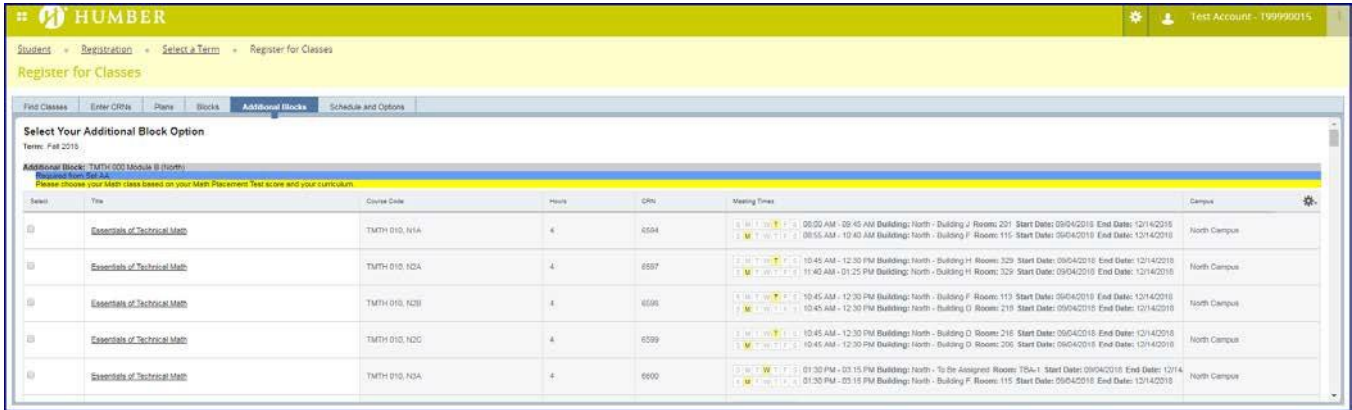 HUMBER
Test Account - T99990015
Student Registration Select a Term Register for Classes
Register for Classes
Find Classes Enter CRNs Plans Blocks Additional Blocks Schedule and Options
Select Your Additional Block Option
Term: Fall 2018
Additional Block: TMTH 000 Module B (North)
Required from Set AA
Please choose your Math class based on your Math Placement Test score and your curriculum.
Select Title Course Code Hours CRN Meeting Times Campus
S M T W T F S 08:00 AM - 09:45 AM Building: North - Building J Room: 201 Start Date: 09/04/2018 End Date: 12/14/2018
Essentials of Technical Math TMTH 010, N1A 4 6594 North Campus
S M T W T F S 08:55 AM - 10:40 AM Building: North - Building F Room: 115 Start Date: 09/04/2018 End Date: 12/14/2018
S M T W T F S 10:45 AM - 12:30 PM Building: North - Building H Room: 329 Start Date: 09/04/2018 End Date: 12/14/2018
Essentials of Technical Math TMTH 010, N2A 4 6597 North Campus
S M T W T F S 11:40 AM - 01:25 PM Building: North - Building H Room: 329 Start Date: 09/04/2018 End Date: 12/14/2018
S M T W T F S 10:45 AM - 12:30 PM Building: North - Building F Room: 113 Start Date: 09/04/2018 End Date: 12/14/2018
Essentials of Technical Math TMTH 010, N2B 4 6598 North Campus
S M T W T F S 10:45 AM - 12:30 PM Building: North - Building D Room: 219 Start Date: 09/04/2018 End Date: 12/14/2018
S M T W T F S 10:45 AM - 12:30 PM Building: North - Building D Room: 216 Start Date: 09/04/2018 End Date: 12/14/2018
Essentials of Technical Math TMTH 010, N2C 4 6599 North Campus
S M T W T F S 10:45 AM - 12:30 PM Building: North - Building D Room: 206 Start Date: 09/04/2018 End Date: 12/14/2018
S M T W T F S 01:30 PM - 03:15 PM Building: North - To Be Assigned Room: TBA-1 Start Date: 09/04/2018 End Date: 12/14
Essentials of Technical Math TMTH 010, N3A 4 6600 North Campus
S M T W T F S 01:30 PM - 03:15 PM Building: North - Building F Room: 115 Start Date: 09/04/2018 End Date: 12/14/2018